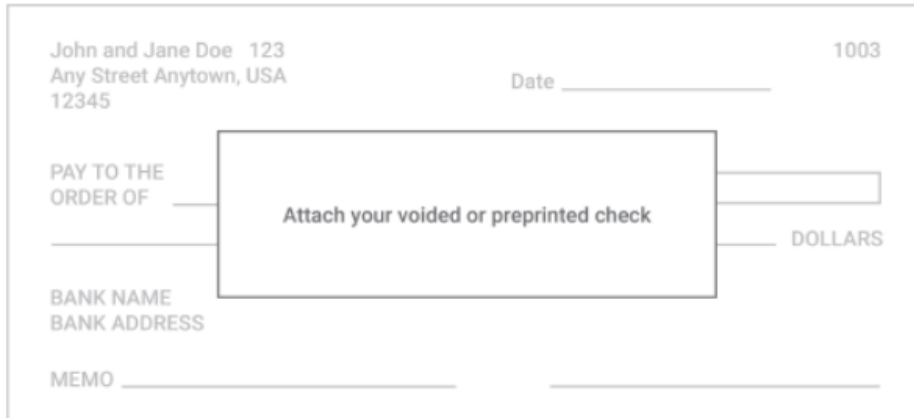 John and Jane Doe 123 1003
Any Street Anytown, USA
12345
Date
PAY TO THE
ORDER OF
Attach your voided or preprinted check
DOLLARS
BANK NAME
BANK ADDRESS
MEMO